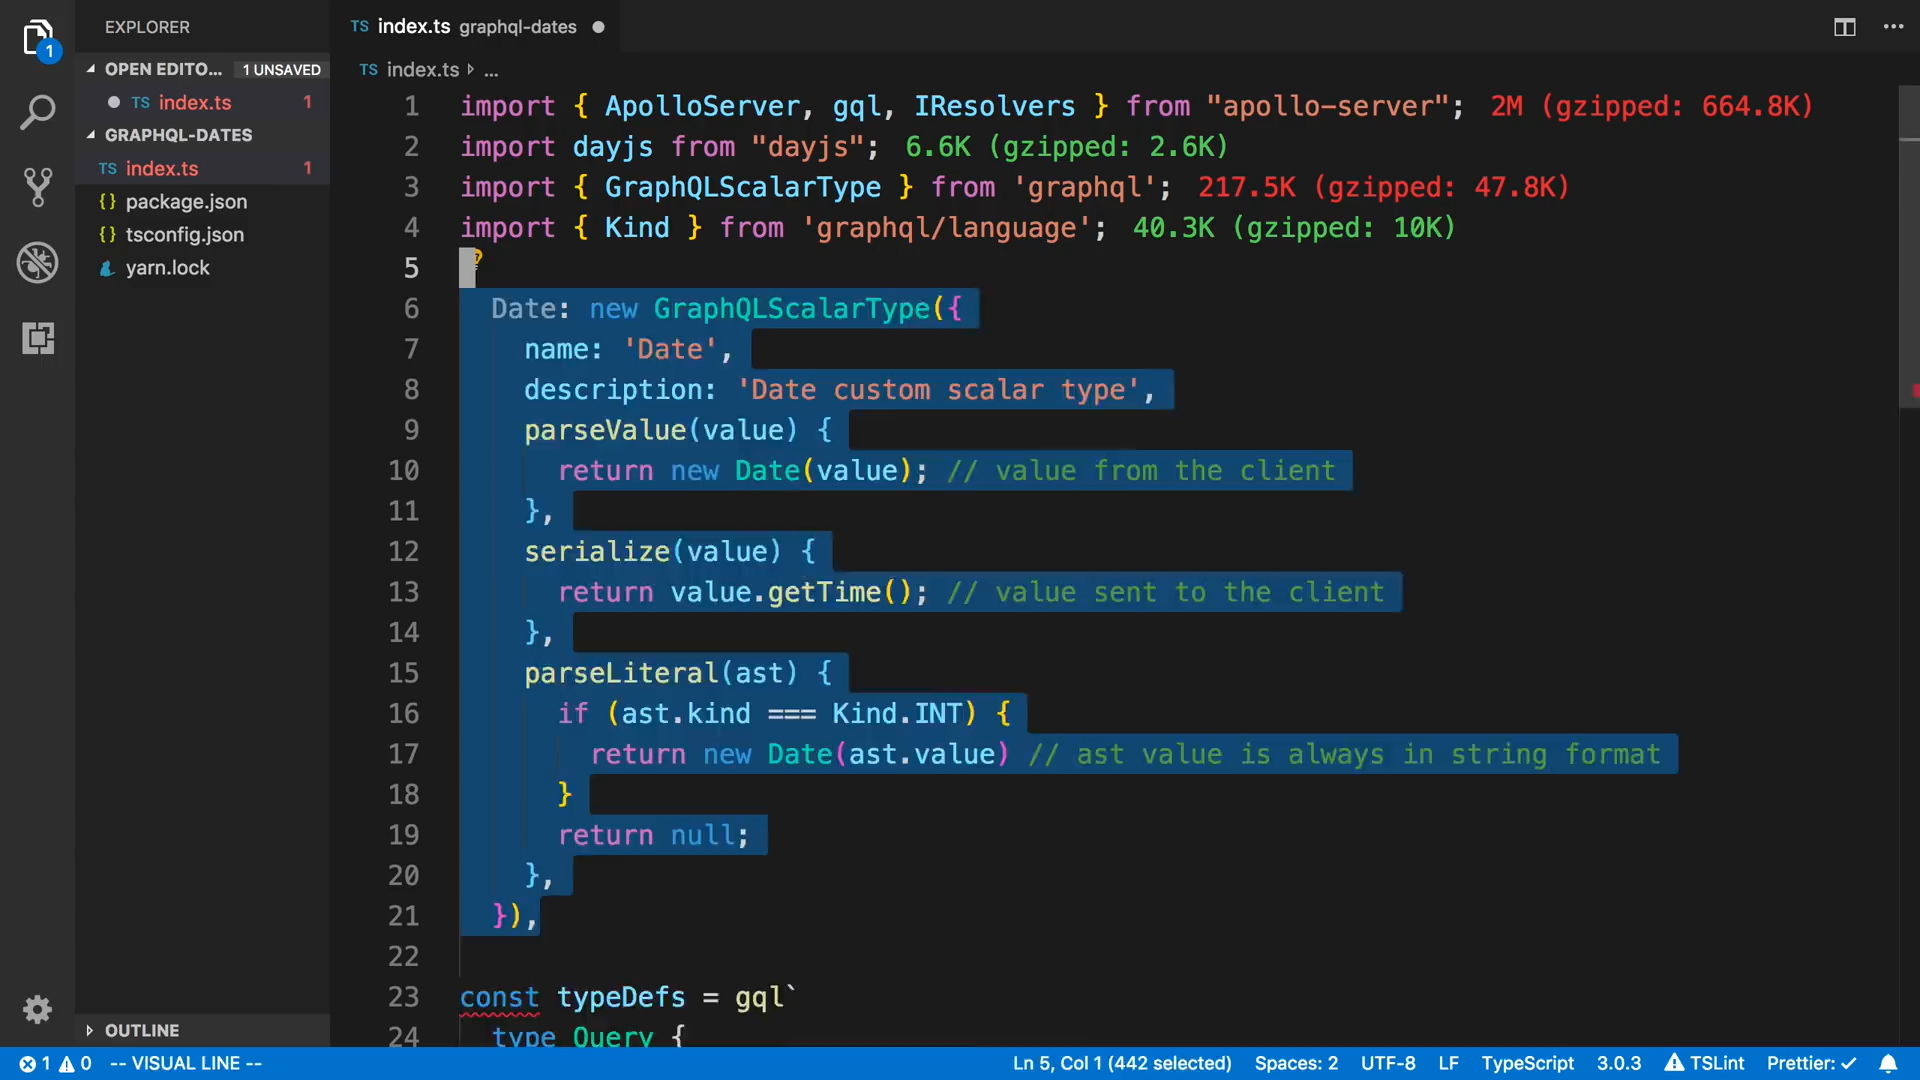 EXPLORER
1
OPEN EDITO... 1 UNSAVED
TS index.ts 1
GRAPHQL-DATES
TS index.ts 1
{} package.json
{} tsconfig.json
yarn.lock
OUTLINE
TS index.ts graphql-dates
TS index.ts ...
1 import { ApolloServer, gql, IResolvers } from "apollo-server"; 2M (gzipped: 664.8K)
2 import dayjs from "dayjs"; 6.6K (gzipped: 2.6K)
3 import { GraphQLScalarType } from 'graphql'; 217.5K (gzipped: 47.8K)
4 import { Kind } from 'graphql/language'; 40.3K (gzipped: 10K)
5
6 Date: new GraphQLScalarType({
7 name: 'Date',
8 description: 'Date custom scalar type',
9 parseValue(value) {
10 return new Date(value); // value from the client
11 },
12 serialize(value) {
13 return value.getTime(); // value sent to the client
14 },
15 parseLiteral(ast) {
16 if (ast.kind === Kind.INT) {
17 return new Date(ast.value) // ast value is always in string format
18 }
19 return null;
20 },
21 }),
22
23 const typeDefs = gql`
24 type Query {
1 0 -- VISUAL LINE -- Ln 5, Col 1 (442 selected) Spaces: 2 UTF-8 LF TypeScript 3.0.3 TSLint Prettier: ✓